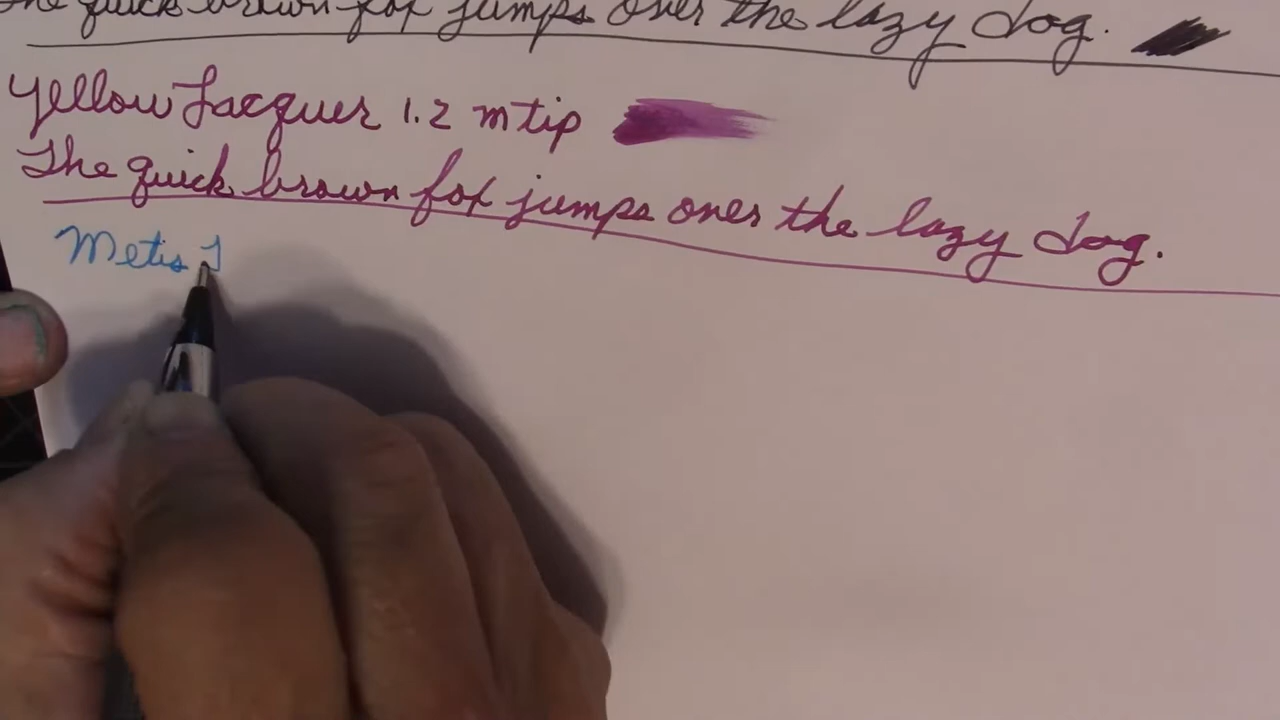 The quick brown fox jumps over the lazy dog.
Yellow Lacquer 1.2 m tip
The quick brown fox jumps over the lazy dog.
Metis